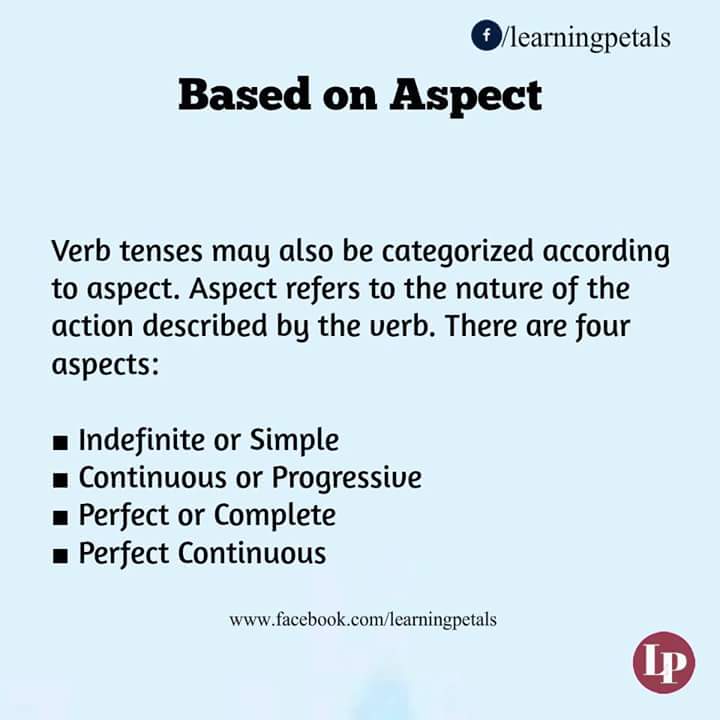 /learningpetals
Based on Aspect
Verb tenses may also be categorized according
to aspect. Aspect refers to the nature of the
action described by the verb. There are four
aspects:
■ Indefinite or Simple
■ Continuous or Progressive
■ Perfect or Complete
■ Perfect Continuous
www.facebook.com/learningpetals
LP